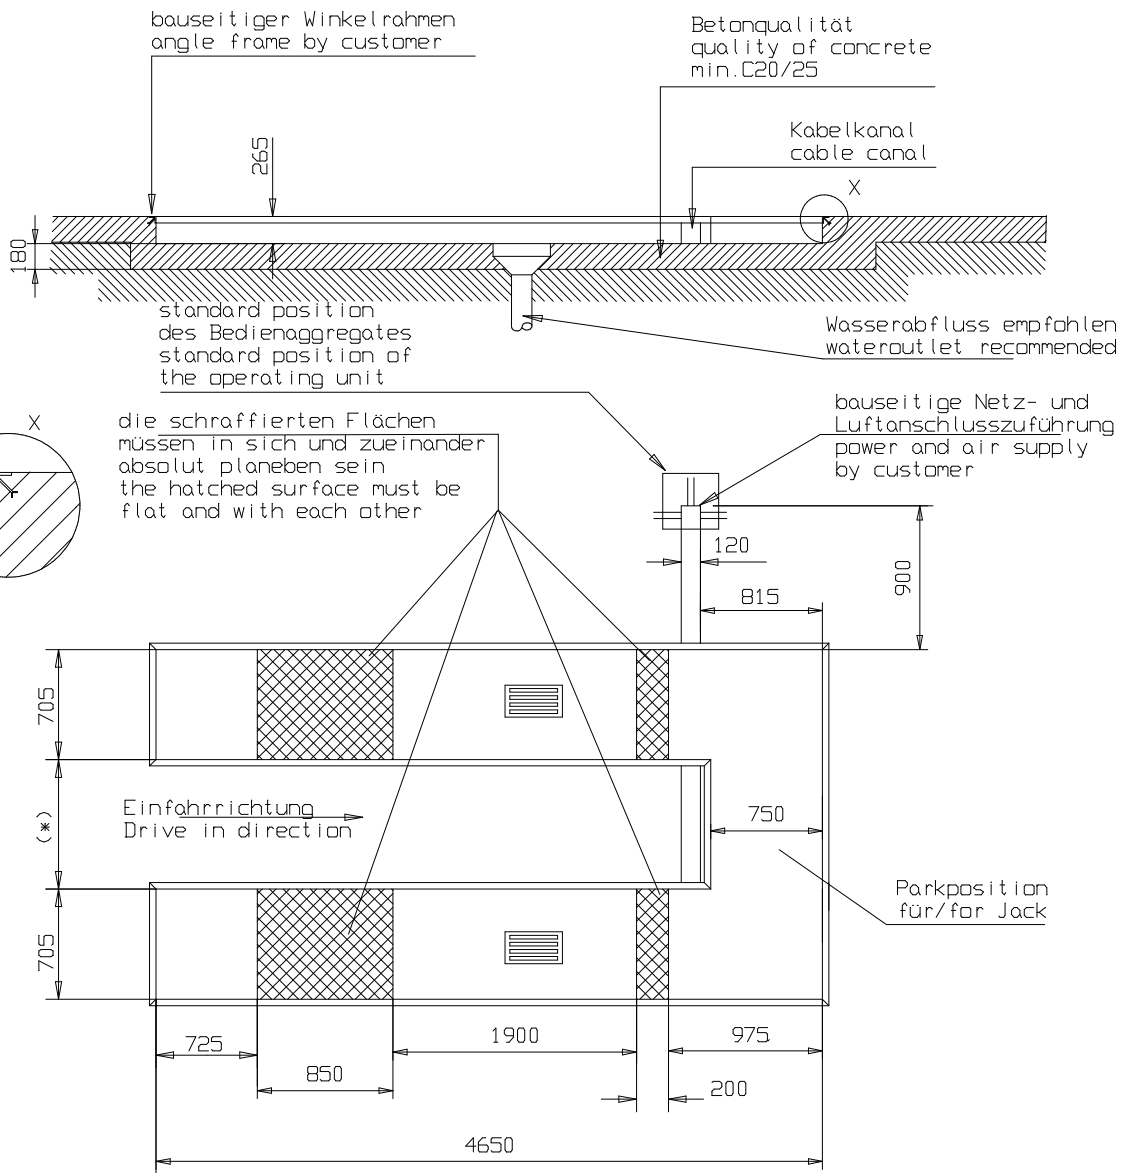 bauseitiger Winkelrahmen
angle frame by customer
Betonqualität
quality of concrete
min.C20/25
Kabelkanal
cable canal
265
X
180
standard position
des Bedienaggregates
standard position of
the operating unit
Wasserabfluss empfohlen
wateroutlet recommended
X
die schraffierten Flächen
müssen in sich und zueinander
absolut planeben sein
the hatched surface must be
flat and with each other
bauseitige Netz- und
Luftanschlusszuführung
power and air supply
by customer
120
900
815
705
(*)
Einfahrrichtung
Drive in direction
750
Parkposition
für/for Jack
705
725
1900
975
850
200
4650